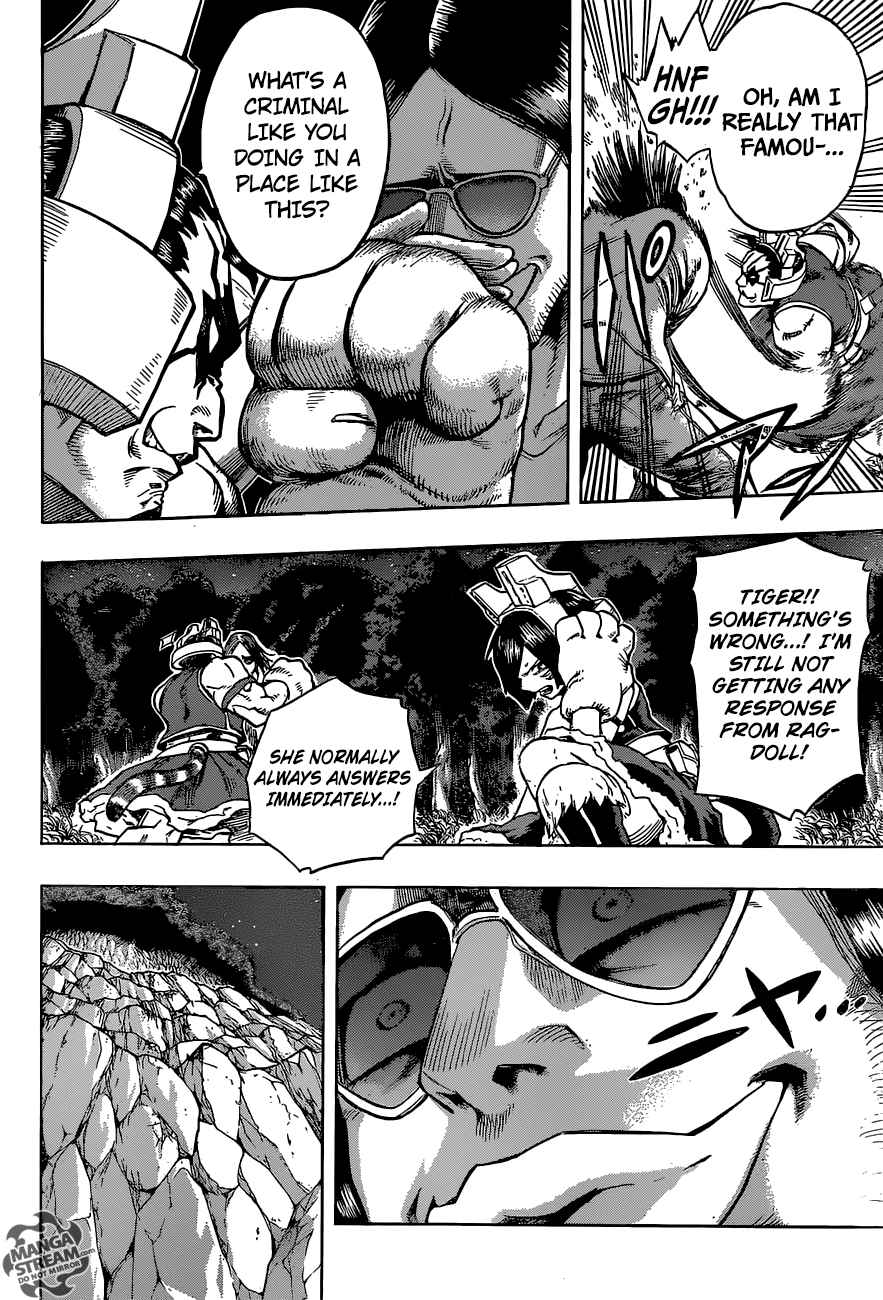 OH, AM I
REALLY THAT
FAMOU-...
HNF
GH!!!
WHAT'S A
CRIMINAL
LIKE YOU
DOING IN A
PLACE LIKE
THIS?
TIGER!!
SOMETHING'S
WRONG...! I'M
STILL NOT
GETTING ANY
RESPONSE
FROM RAG-
DOLL!
SHE NORMALLY
ALWAYS ANSWERS
IMMEDIATELY...!
ニャ...
MANGA
STREAM.com
DO NOT MIRROR